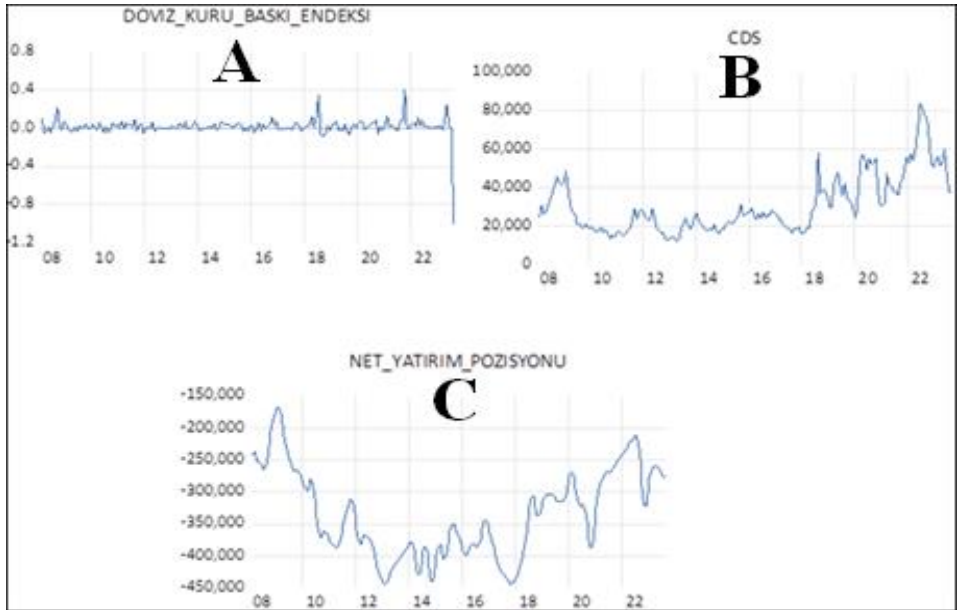 DOVIZ_KURU_BASKI_ENDEKSI
A
0.8
0.4
0.0
-0.4
-0.8
-1.2
08 10 12 14 16 18 20 22
CDS
B
100,000
80,000
60,000
40,000
20,000
0
08 10 12 14 16 18 20 22
NET_YATIRIM_POZISYONU
C
-150,000
-200,000
-250,000
-300,000
-350,000
-400,000
-450,000
08 10 12 14 16 18 20 22